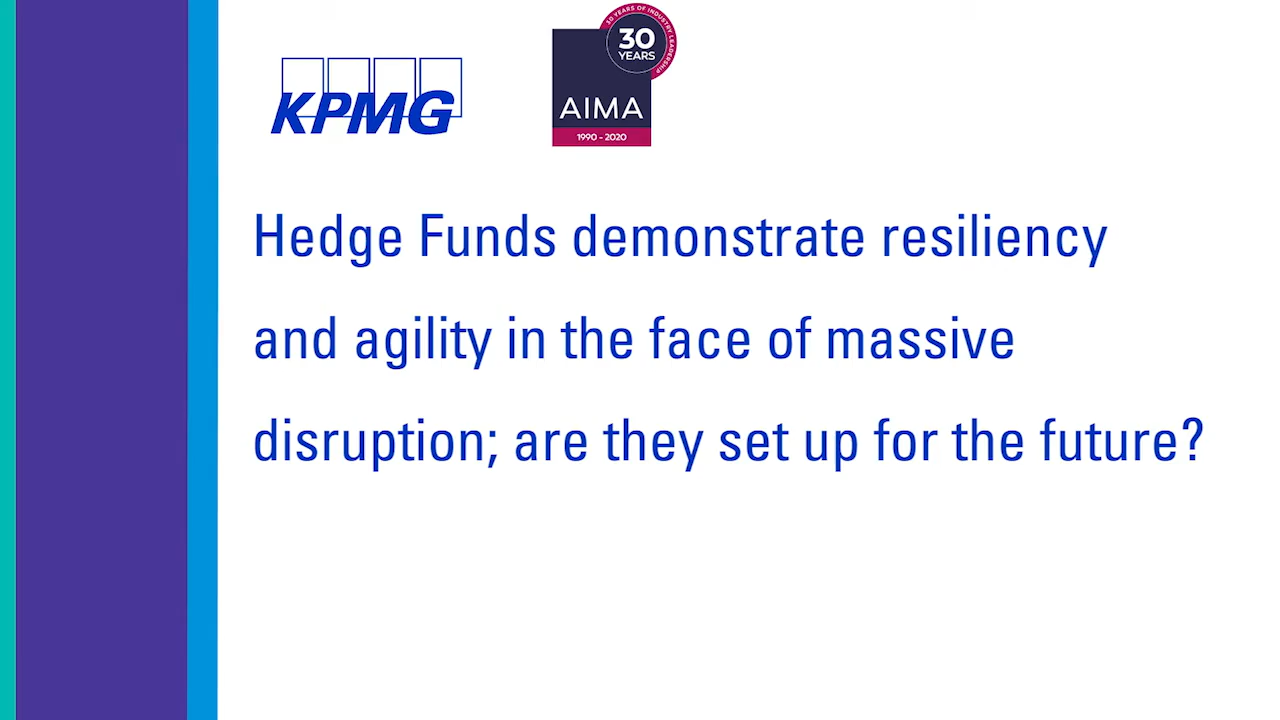 KPMG
30 YEARS OF INDUSTRY LEADERSHIP
30
YEARS
AIMA
1990 - 2020
Hedge Funds demonstrate resiliency
and agility in the face of massive
disruption; are they set up for the future?